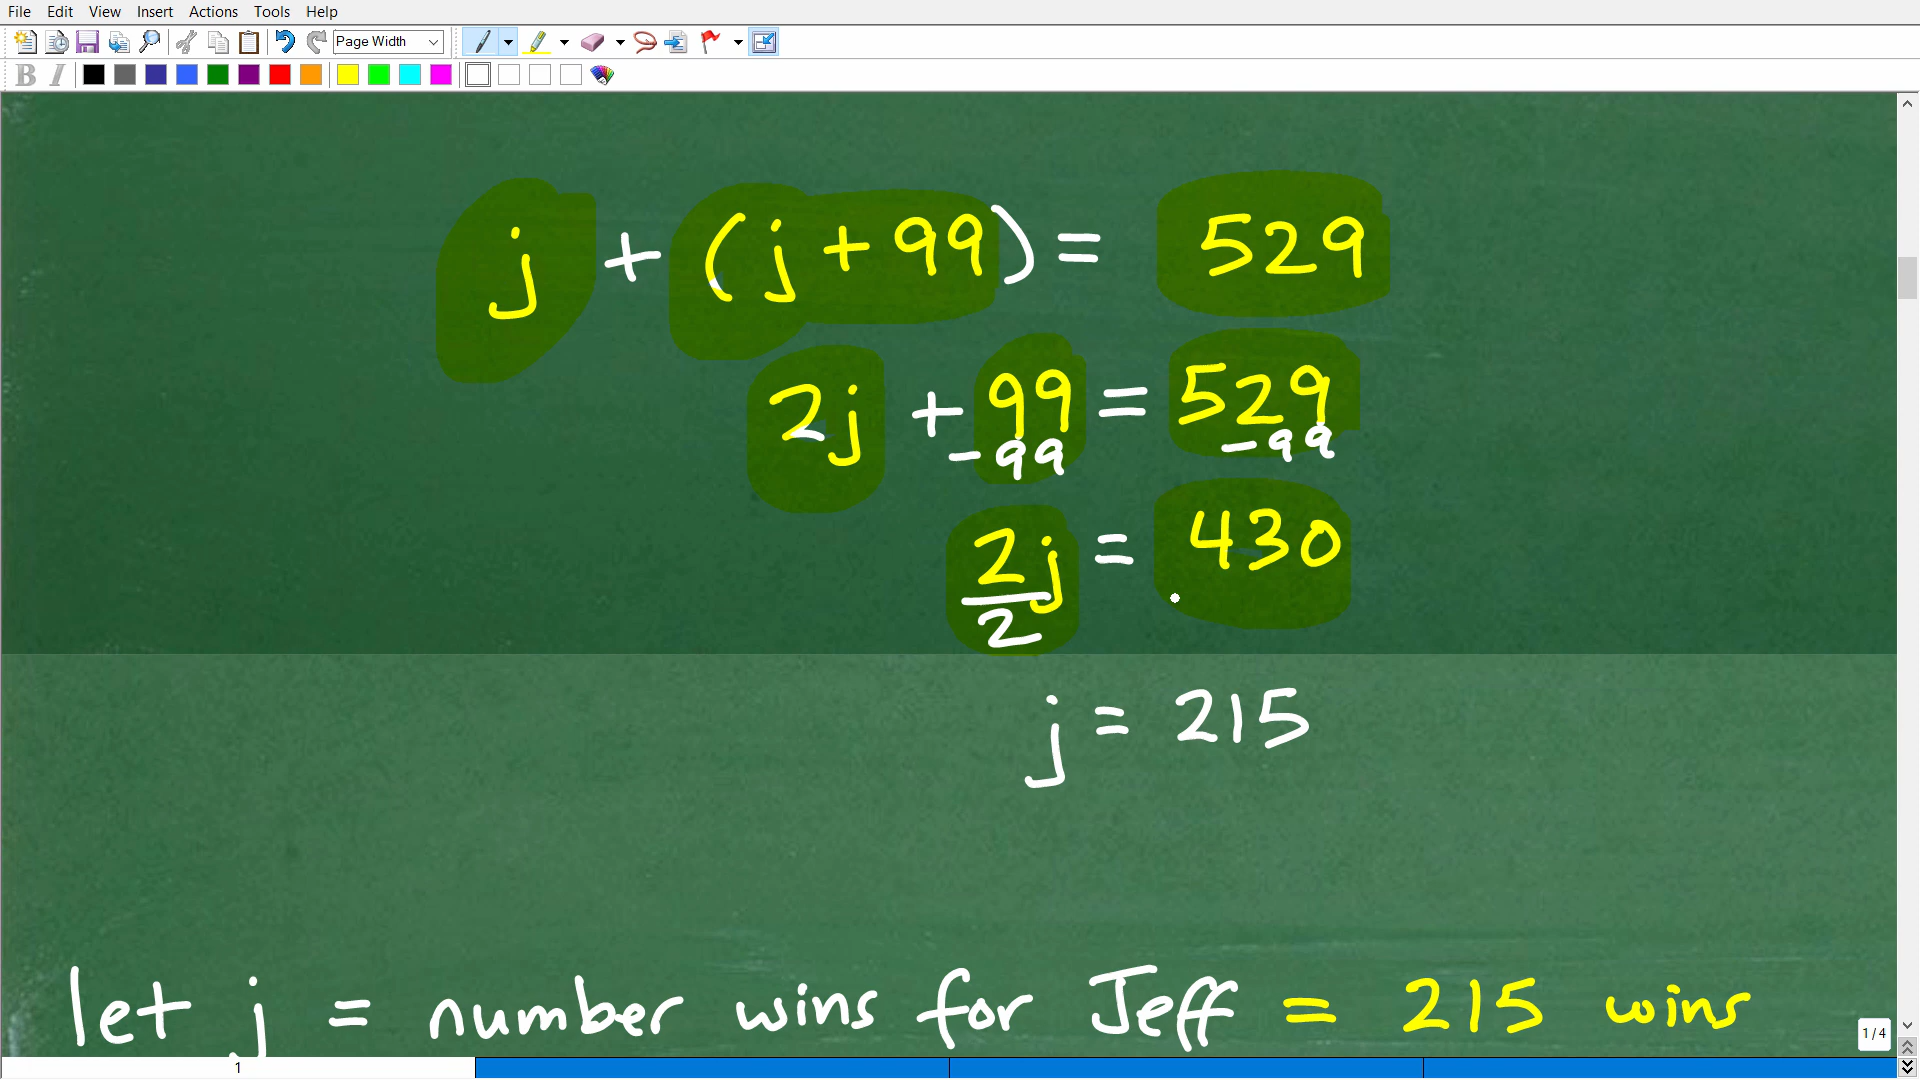 File Edit View Insert Actions Tools Help
Page Width
B I
j + (j + 99) = 529
2j + 99 = 529
- 99 - 99
2j = 430
2
j = 215
let j = number wins for Jeff = 215 wins
1 / 4
1